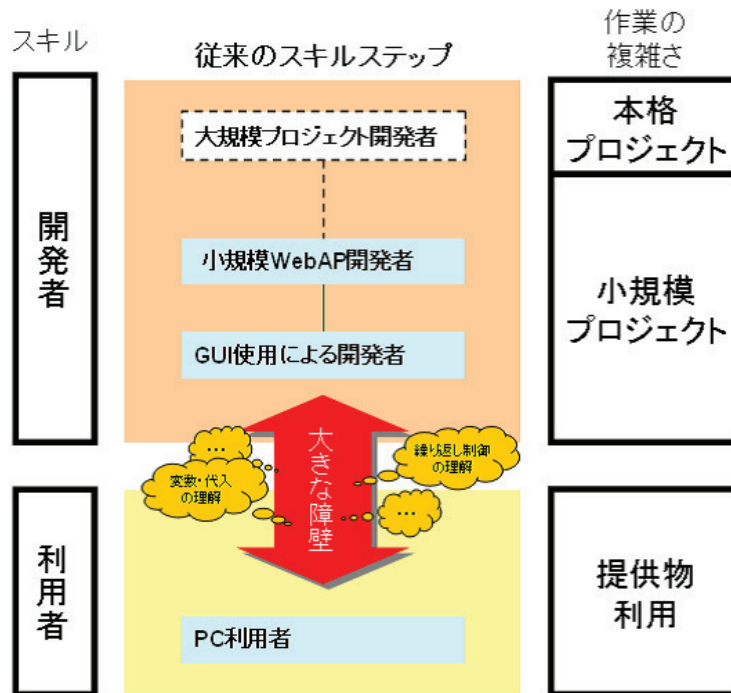 スキル
従来のスキルステップ
作業の
複雑さ
開発者
大規模プロジェクト開発者
小規模WebAP開発者
GUI使用による開発者
本格
プロジェクト
小規模
プロジェクト
大きな障壁
…
変数・代入
の理解
繰り返し制御
の理解
…
利用者
PC利用者
提供物
利用